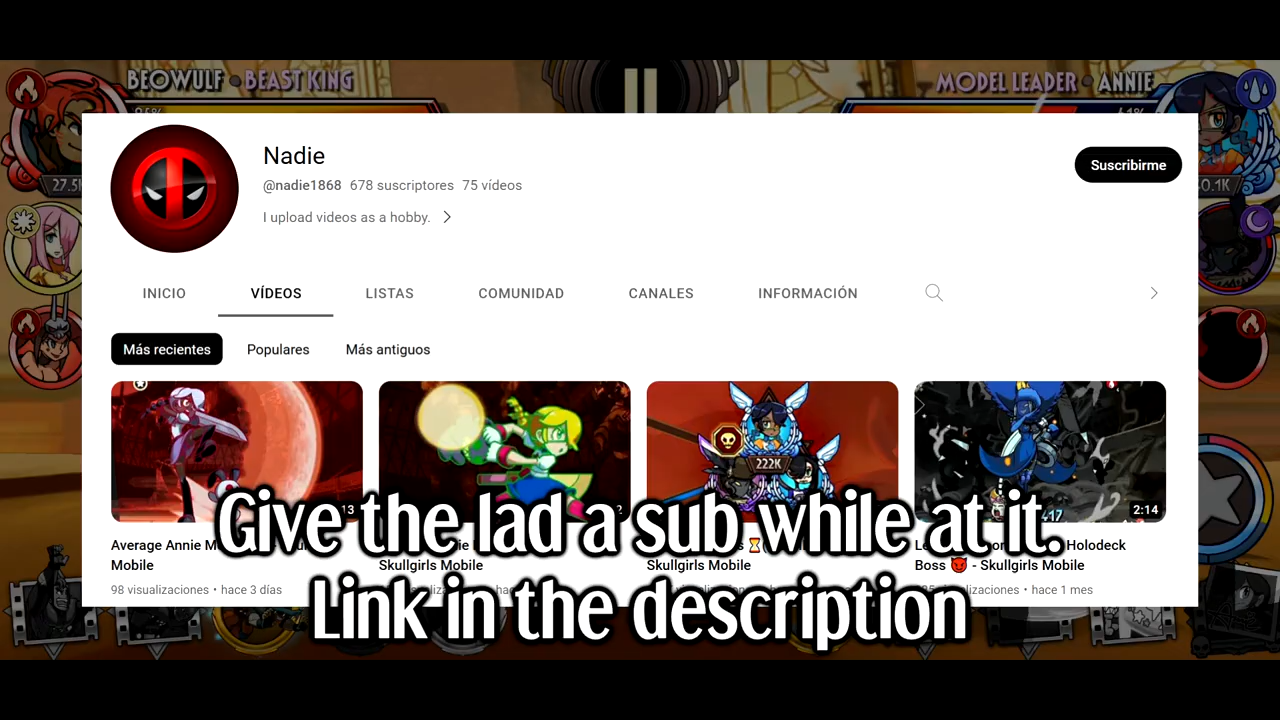 BEOWULF • BEAST KING
MODEL LEADER • ANNIE
Nadie
@nadie1868 678 suscriptores 75 vídeos
Suscribirme
I upload videos as a hobby.
INICIO VÍDEOS LISTAS COMUNIDAD CANALES INFORMACIÓN
Más recientes Populares Más antiguos
222K
2:14
Give the lad a sub while at it.
Average Annie
Holodeck
Mobile
Skullgirls Mobile
Skullgirls Mobile
Boss 😈 - Skullgirls Mobile
98 visualizaciones • hace 3 días
hace 1 mes
Link in the description